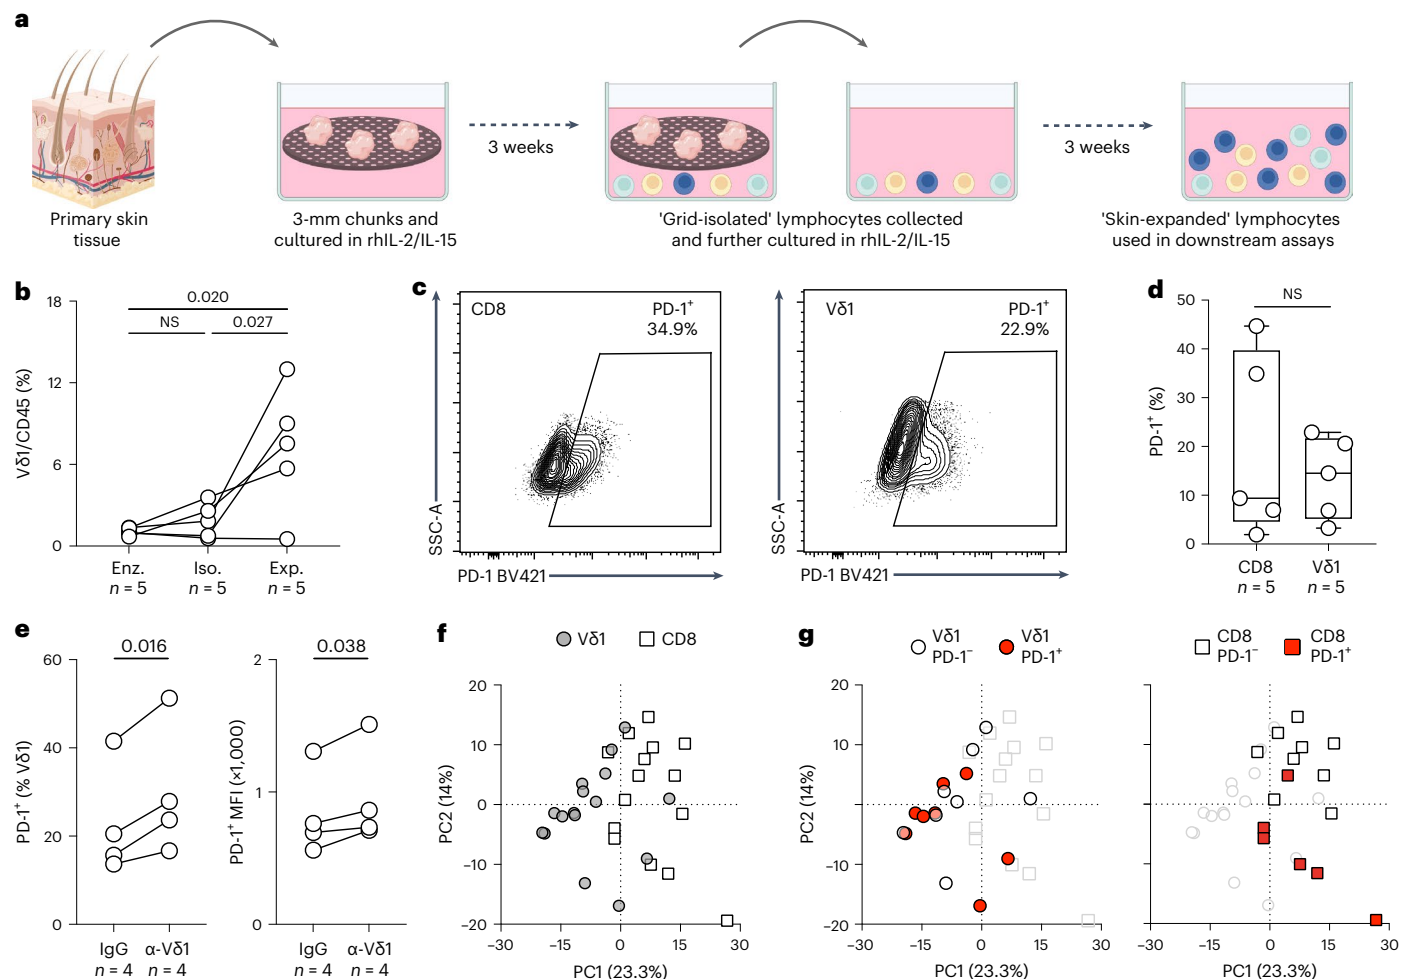 a
Primary skin
tissue
3-mm chunks and
cultured in rhIL-2/IL-15
3 weeks
'Grid-isolated' lymphocytes collected
and further cultured in rhIL-2/IL-15
3 weeks
'Skin-expanded' lymphocytes
used in downstream assays
b
Vδ1/CD45 (%)
18
12
6
0
0.020
NS
0.027
Enz.
n = 5
Iso.
n = 5
Exp.
n = 5
c
SSC-A
CD8
PD-1⁺
34.9%
PD-1 BV421
SSC-A
Vδ1
PD-1⁺
22.9%
PD-1 BV421
d
PD-1⁺ (%)
50
40
30
20
10
0
NS
CD8
n = 5
Vδ1
n = 5
e
PD-1⁺ (% Vδ1)
60
40
20
0
0.016
IgG
n = 4
α-Vδ1
n = 4
PD-1⁺ MFI (×1,000)
2
1
0
0.038
IgG
n = 4
α-Vδ1
n = 4
f
Vδ1
CD8
PC2 (14%)
20
10
0
−10
−20
−30
−15
0
15
30
PC1 (23.3%)
g
Vδ1
PD-1⁻
Vδ1
PD-1⁺
PC2 (14%)
20
10
0
−10
−20
−30
−15
0
15
30
PC1 (23.3%)
CD8
PD-1⁻
CD8
PD-1⁺
−30
−15
0
15
30
PC1 (23.3%)